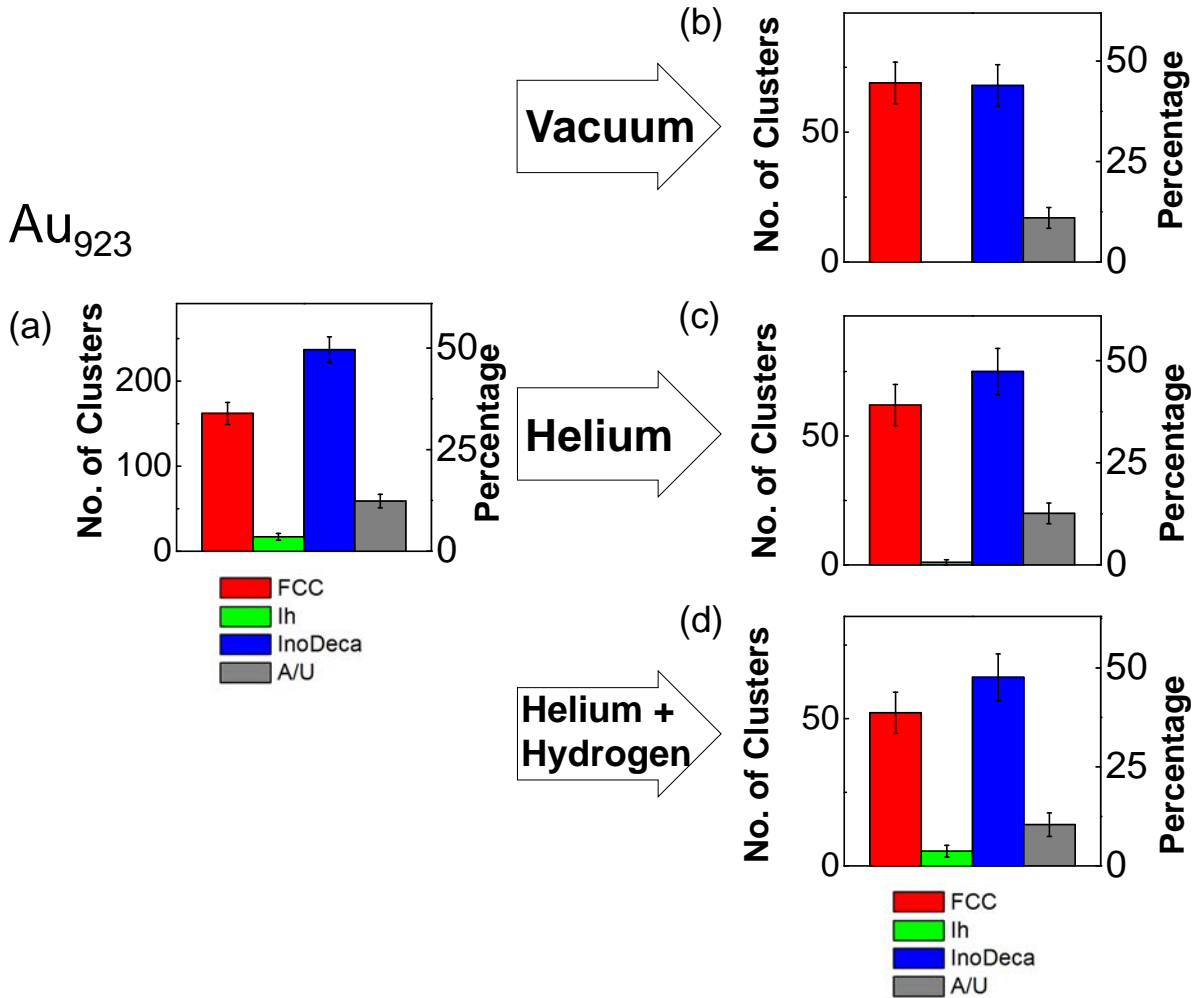 Au923
(a)
No. of Clusters
200
100
0
50
25
0
Percentage
FCC
Ih
InoDeca
A/U
Vacuum
(b)
No. of Clusters
50
0
50
25
0
Percentage
Helium
(c)
No. of Clusters
50
0
50
25
0
Percentage
Helium +
Hydrogen
(d)
No. of Clusters
50
0
50
25
0
Percentage
FCC
Ih
InoDeca
A/U